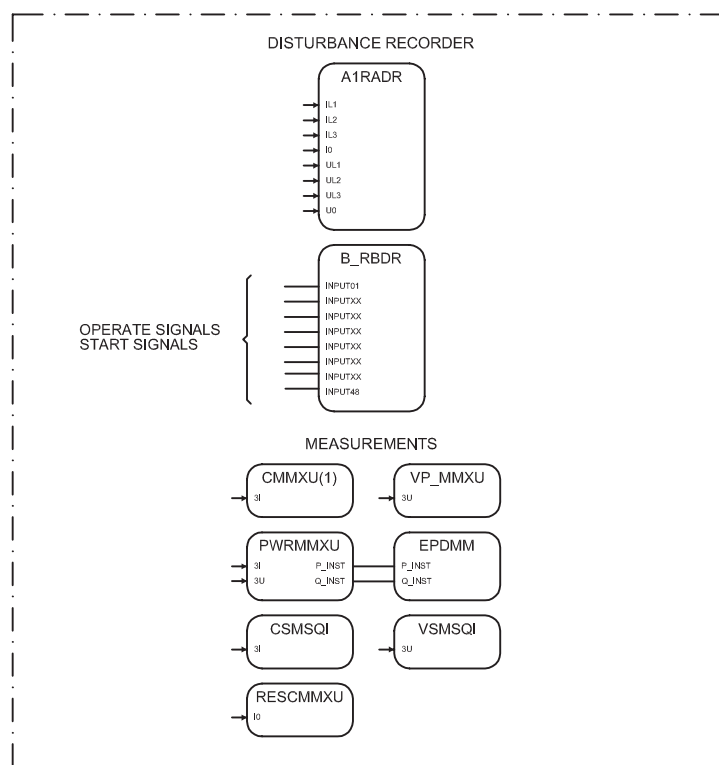 DISTURBANCE RECORDER
A1RADR
IL1
IL2
IL3
I0
UL1
UL2
UL3
U0
B_RBDR
INPUT01
INPUTXX
INPUTXX
INPUTXX
INPUTXX
INPUTXX
INPUTXX
INPUT48
OPERATE SIGNALS
START SIGNALS
MEASUREMENTS
CMMXU(1)
3I
VP_MMXU
3U
PWRMMXU
3I P_INST
3U Q_INST
EPDMM
P_INST
Q_INST
CSMSQI
3I
VSMSQI
3U
RESCMMXU
I0